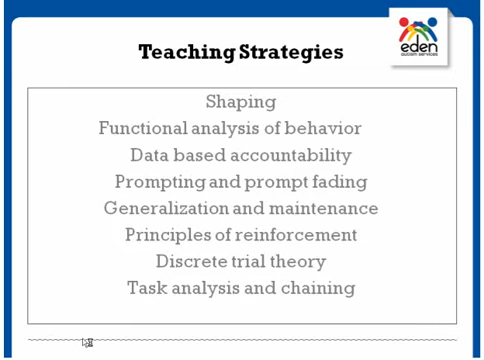 Teaching Strategies
eden
autism services
Shaping
Functional analysis of behavior
Data based accountability
Prompting and prompt fading
Generalization and maintenance
Principles of reinforcement
Discrete trial theory
Task analysis and chaining